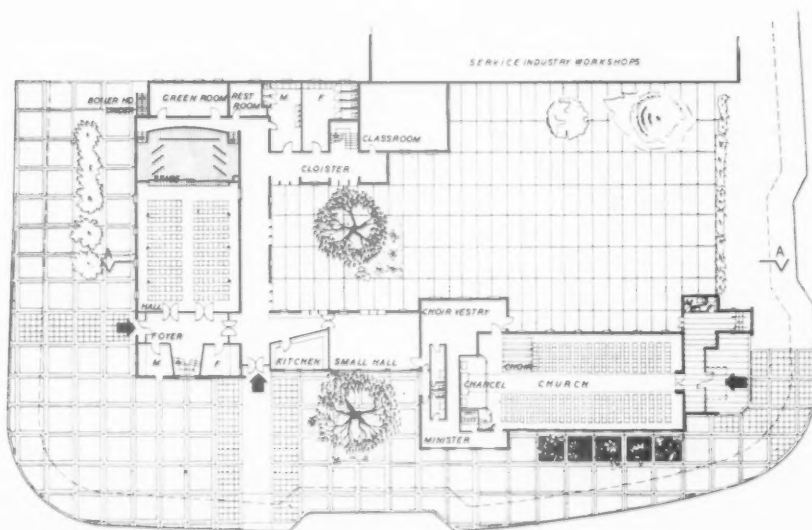 SERVICE INDUSTRY WORKSHOPS
BOILER HO
UNDER
GREEN ROOM
REST
ROOM
M
F
CLASSROOM
CLOISTER
STAGE
A
A
HALL
FOYER
M
F
KITCHEN
SMALL HALL
CHOIR VESTRY
CHOIR
CHANCEL
CHURCH
MINISTER